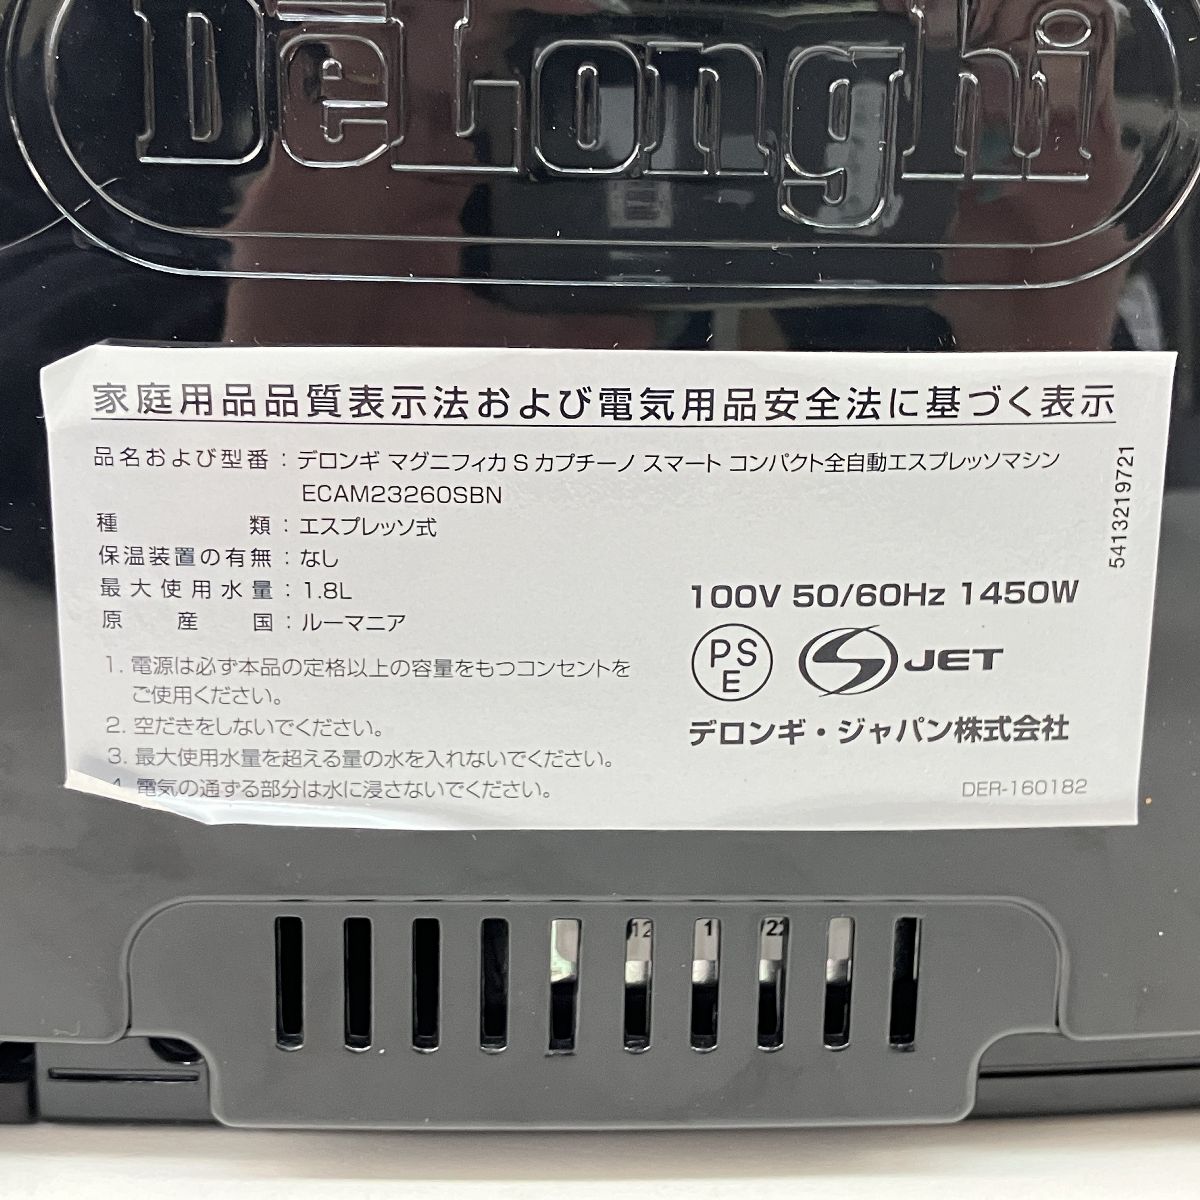 DeLonghi
家庭用品品質表示法および電気用品安全法に基づく表示
品名および型番：デロンギ マグニフィカ S カプチーノ スマート コンパクト全自動エスプレッソマシン
ECAM23260SBN
種類：エスプレッソ式
保温装置の有無：なし
最大使用水量：1.8L
原産国：ルーマニア
1. 電源は必ず本品の定格以上の容量をもつコンセントを
ご使用ください。
2. 空だきをしないでください。
3. 最大使用水量を超える量の水を入れないでください。
4. 電気の通ずる部分は水に浸さないでください。
5413219721
100V 50/60Hz 1450W
PS
E
JET
デロンギ・ジャパン株式会社
DER-160182